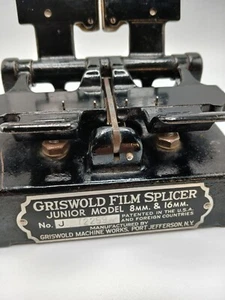 GRISWOLD FILM SPLICER
JUNIOR MODEL 8MM. & 16MM.
No. J PATENTED IN THE U.S.A.
AND FOREIGN COUNTRIES
MANUFACTURED BY
GRISWOLD MACHINE WORKS, PORT JEFFERSON, N.Y.